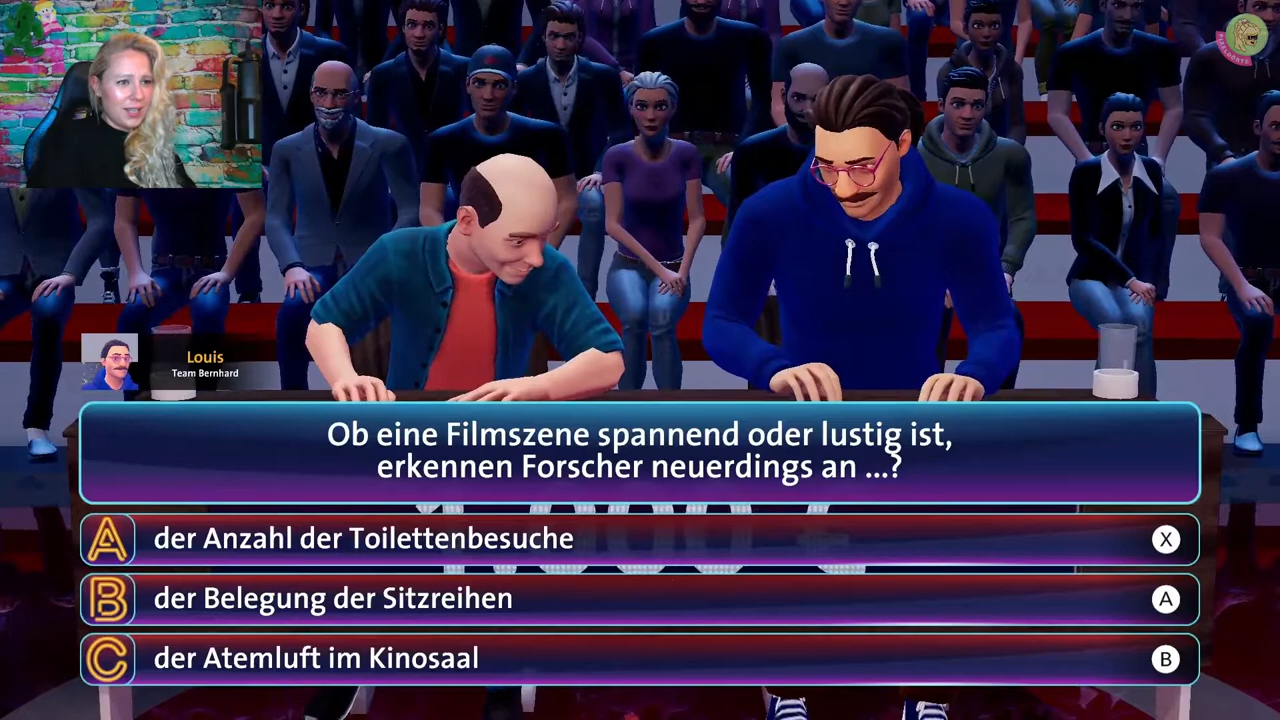 Louis
Team Bernhard
Ob eine Filmszene spannend oder lustig ist,
erkennen Forscher neuerdings an ...?
A der Anzahl der Toilettenbesuche X
B der Belegung der Sitzreihen A
C der Atemluft im Kinosaal B